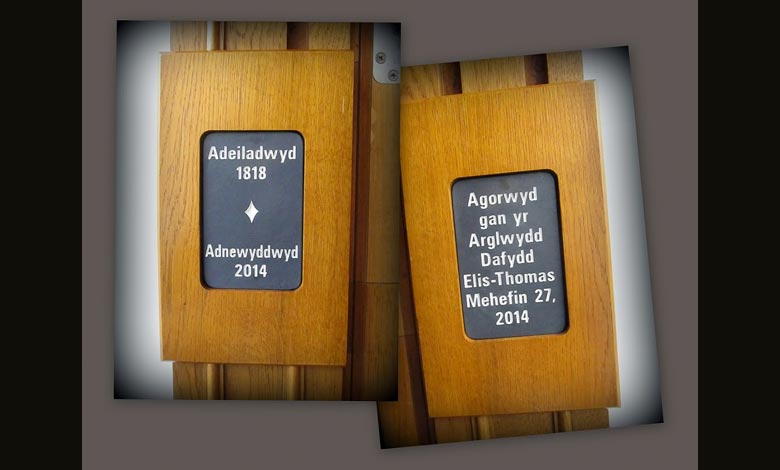 Adeiladwyd
1818
Adnewyddwyd
2014
Agorwyd
gan yr
Arglwydd
Dafydd
Elis-Thomas
Mehefin 27,
2014